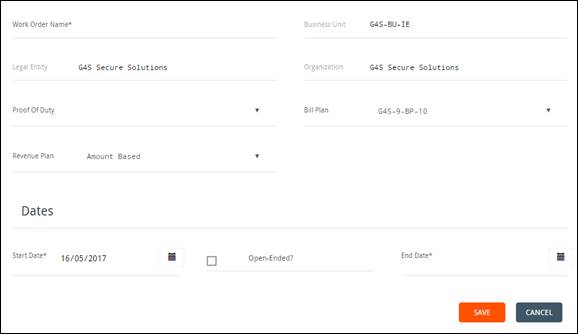 Work Order Name* Business Unit G4S-BU-IE
Legal Entity G4S Secure Solutions Organization G4S Secure Solutions
Proof Of Duty Bill Plan G4S-9-BP-10
Revenue Plan Amount Based
Dates
Start Date* 16/05/2017 Open-Ended? End Date*
SAVE CANCEL